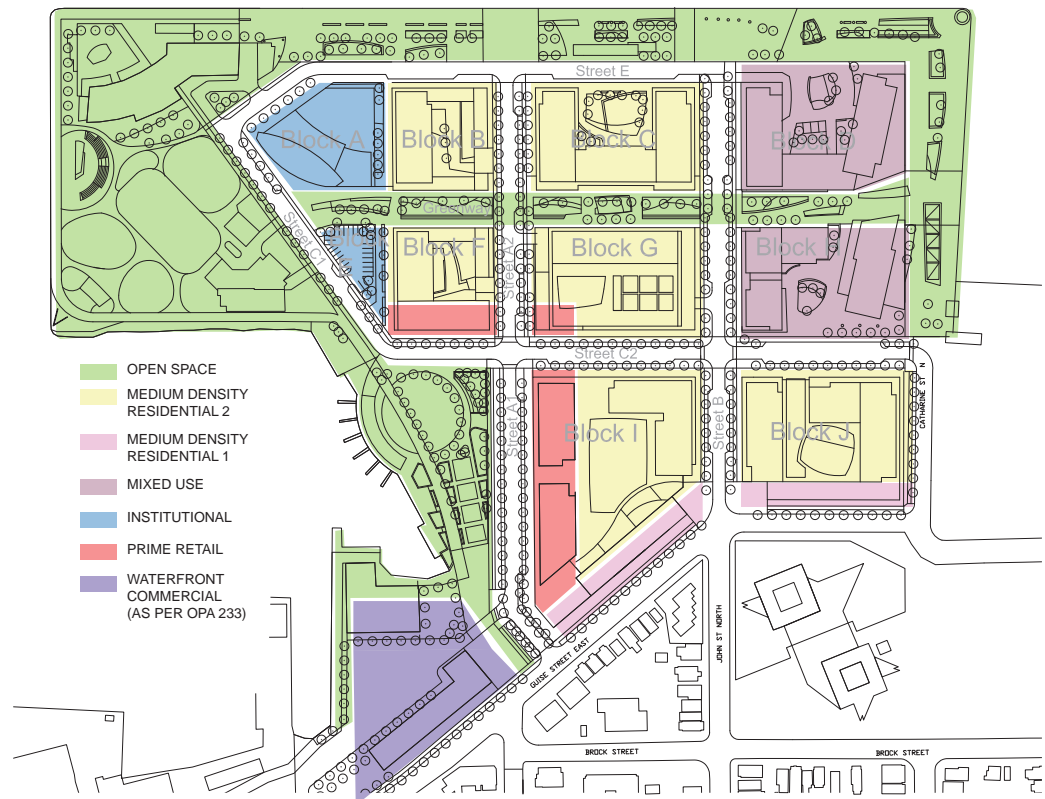 Street E
Block A
Block B
Block C
Block D
Greenway
Street C1
Block
Block F
Street A2
Block G
Block
Street C2
OPEN SPACE
MEDIUM DENSITY
RESIDENTIAL 2
MEDIUM DENSITY
RESIDENTIAL 1
MIXED USE
INSTITUTIONAL
PRIME RETAIL
WATERFRONT
COMMERCIAL
(AS PER OPA 233)
Street A1
Block I
Street B
Block J
CATHARINE ST N
GUISE STREET EAST
JOHN ST NORTH
BROCK STREET
BROCK STREET